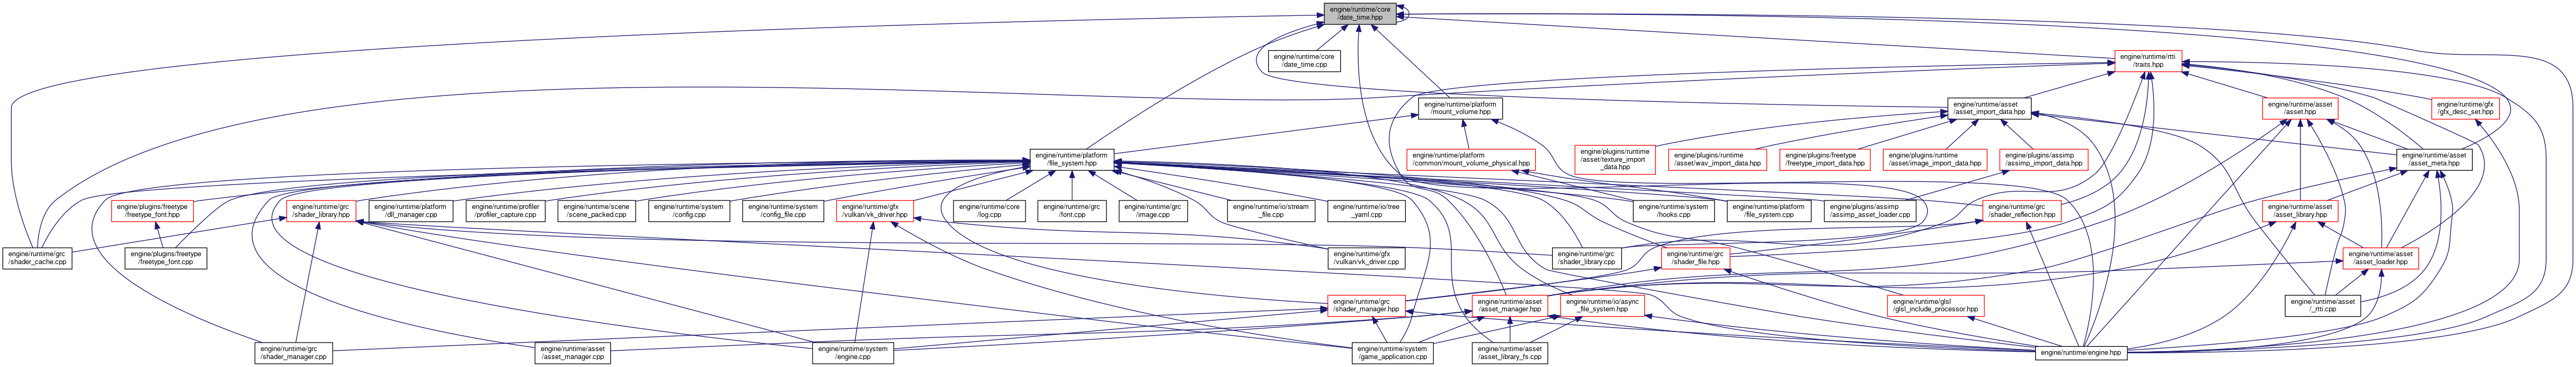 engine/runtime/core
/date_time.hpp
engine/runtime/core
/date_time.cpp
engine/runtime/rtti
/traits.hpp
engine/runtime/platform
/mount_volume.hpp
engine/runtime/asset
/asset_import_data.hpp
engine/runtime/asset
/asset.hpp
engine/runtime/gfx
/gfx_desc_set.hpp
engine/runtime/platform
/file_system.hpp
engine/runtime/platform
/common/mount_volume_physical.hpp
engine/plugins/runtime
/asset/texture_import
_data.hpp
engine/plugins/runtime
/asset/wav_import_data.hpp
engine/plugins/freetype
/freetype_import_data.hpp
engine/plugins/runtime
/asset/image_import_data.hpp
engine/plugins/assimp
/assimp_import_data.hpp
engine/runtime/asset
/asset_meta.hpp
engine/plugins/freetype
/freetype_font.hpp
engine/runtime/grc
/shader_library.hpp
engine/runtime/platform
/dll_manager.cpp
engine/runtime/profiler
/profiler_capture.cpp
engine/runtime/scene
/scene_packed.cpp
engine/runtime/system
/config.cpp
engine/runtime/system
/config_file.cpp
engine/runtime/gfx
/vulkan/vk_driver.hpp
engine/runtime/core
/log.cpp
engine/runtime/grc
/font.cpp
engine/runtime/grc
/image.cpp
engine/runtime/io/stream
_file.cpp
engine/runtime/io/tree
_yaml.cpp
engine/runtime/system
/hooks.cpp
engine/runtime/platform
/file_system.cpp
engine/plugins/assimp
/assimp_asset_loader.cpp
engine/runtime/grc
/shader_reflection.hpp
engine/runtime/asset
/asset_library.hpp
engine/runtime/grc
/shader_cache.cpp
engine/plugins/freetype
/freetype_font.cpp
engine/runtime/gfx
/vulkan/vk_driver.cpp
engine/runtime/grc
/shader_library.cpp
engine/runtime/grc
/shader_file.hpp
engine/runtime/asset
/asset_loader.hpp
engine/runtime/grc
/shader_manager.hpp
engine/runtime/asset
/asset_manager.hpp
engine/runtime/io/async
_file_system.hpp
engine/runtime/glsl
/glsl_include_processor.hpp
engine/runtime/asset
/_rtti.cpp
engine/runtime/grc
/shader_manager.cpp
engine/runtime/asset
/asset_manager.cpp
engine/runtime/system
/engine.cpp
engine/runtime/system
/game_application.cpp
engine/runtime/asset
/asset_library_fs.cpp
engine/runtime/engine.hpp